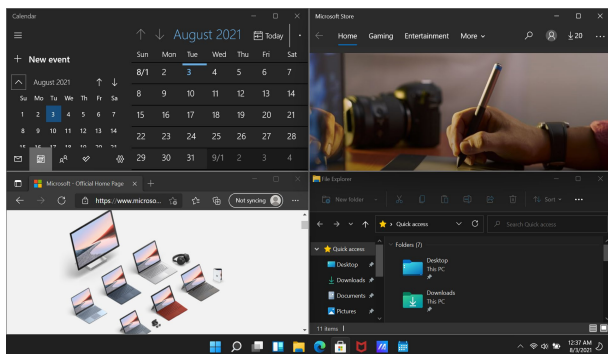 Calendar
August 2021
Today
New event
Sun Mon Tue Wed Thu Fri Sat
8/1 2 3 4 5 6 7
8 9 10 11 12 13 14
15 16 17 18 19 20 21
22 23 24 25 26 27 28
29 30 31 9/1 2 3 4
August 2021
Su Mo Tu We Th Fr Sa
1 2 3 4 5 6 7
8 9 10 11 12 13 14
Microsoft Store
Home Gaming Entertainment More
20
Microsoft - Official Home Page
https://www.microso...
Not syncing
File Explorer
New folder
Sort
Quick access
Search Quick access
Quick access
Desktop
Downloads
Documents
Pictures
Folders (7)
Desktop
This PC
Downloads
This PC
11 items
12:37 AM
8/3/2021